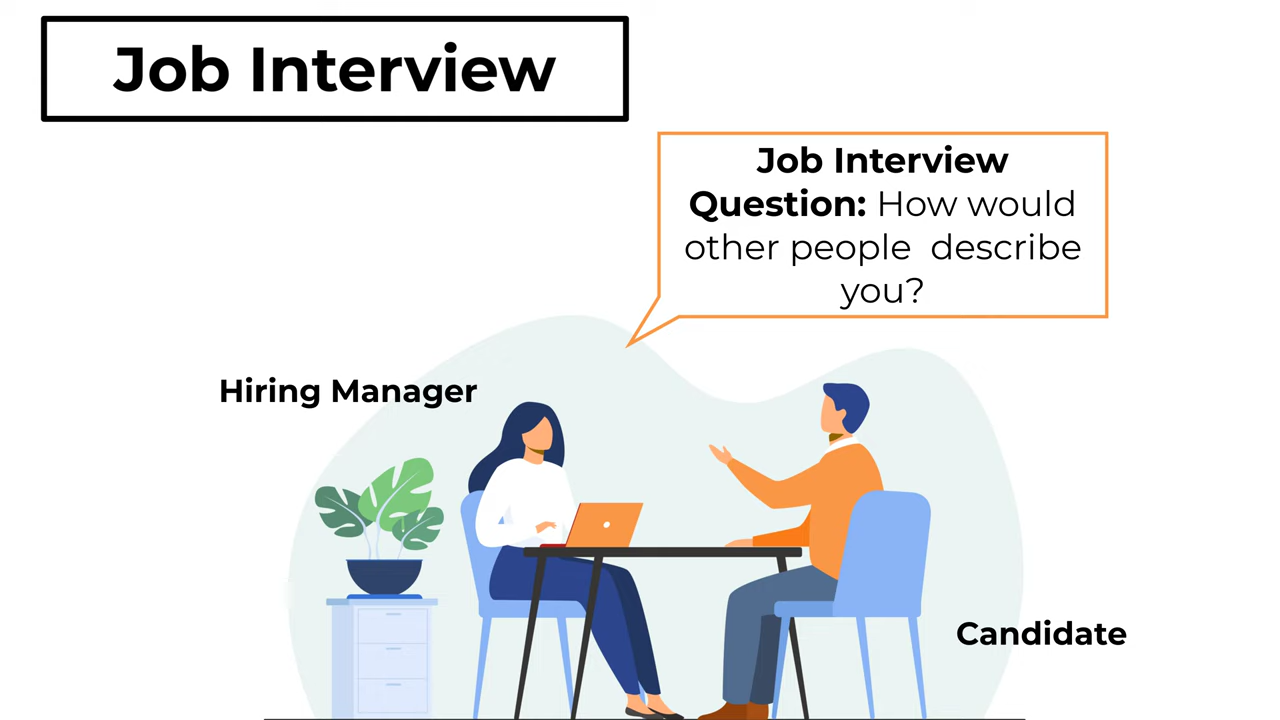 Job Interview
Job Interview
Question: How would
other people  describe
you?
Hiring Manager
Candidate